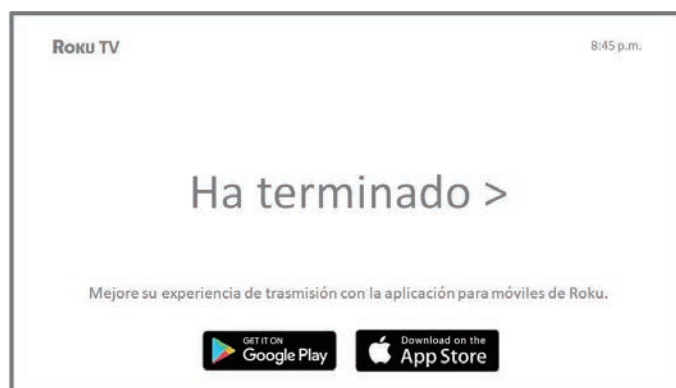 ROKU TV
8:45 p.m.
Ha terminado >
Mejore su experiencia de trasmisión con la aplicación para móviles de Roku.
GET IT ON
Google Play
Download on the
App Store